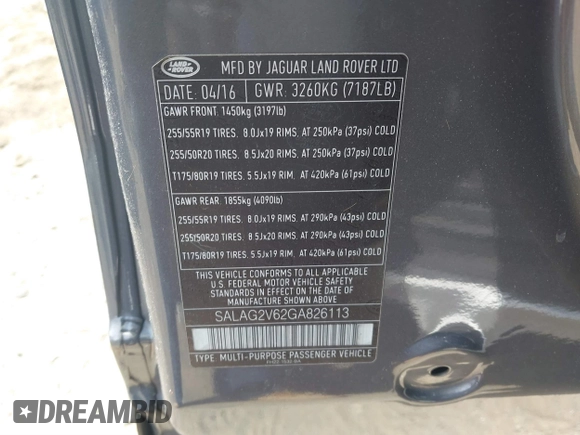 LAND ROVER
MFD BY JAGUAR LAND ROVER LTD
DATE: 04/16 GWR. 3260KG (7187LB)
GAWR FRONT. 1450kg (3197lb)
255/55R19 TIRES. 8.0Jx19 RIMS. AT 250kPa (37psi) COLD
255/50R20 TIRES. 8.5Jx20 RIMS. AT 250kPa (37psi) COLD
T175/80R19 TIRES. 5.5Jx19 RIM. AT 420kPa (61psi) COLD
GAWR REAR. 1855kg (4090lb)
255/55R19 TIRES. 8.0Jx19 RIMS. AT 290kPa (43psi) COLD
255/50R20 TIRES. 8.5Jx20 RIMS. AT 290kPa (43psi) COLD
T175/80R19 TIRES. 5.5Jx19 RIM. AT 420kPa (61psi) COLD
THIS VEHICLE CONFORMS TO ALL APPLICABLE
U.S. FEDERAL MOTOR VEHICLE SAFETY
STANDARDS IN EFFECT ON THE DATE OF
MANUFACTURE SHOWN ABOVE
SALAG2V62GA826113
TYPE: MULTI-PURPOSE PASSENGER VEHICLE
DREAMBID